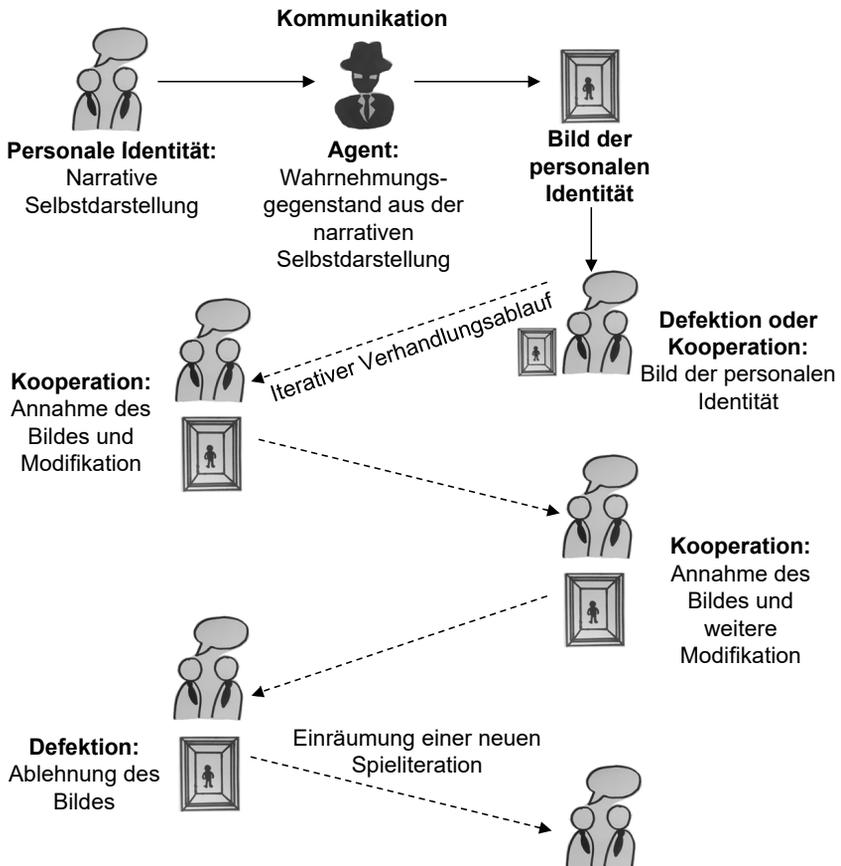 Kommunikation
Personale Identität:
Narrative
Selbstdarstellung
Agent:
Wahrnehmungs-
gegenstand aus der
narrativen
Selbstdarstellung
Bild der
personalen
Identität
Iterativer Verhandlungsablauf
Defektion oder
Kooperation:
Bild der personalen
Identität
Kooperation:
Annahme des
Bildes und
Modifikation
Kooperation:
Annahme des
Bildes und
weitere
Modifikation
Defektion:
Ablehnung des
Bildes
Einräumung einer neuen
Spieliteration